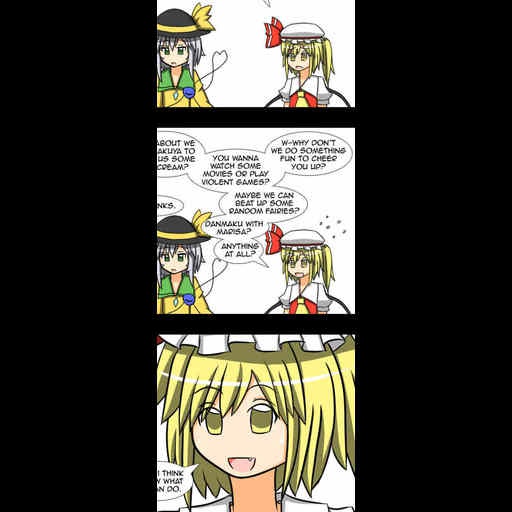 W-WHY DON'T
WE DO SOMETHING
FUN TO CHEER
YOU UP?
ABOUT WE
AKUYA TO
US SOME
CREAM?
YOU WANNA
WATCH SOME
MOVIES OR PLAY
VIOLENT GAMES?
MAYBE WE CAN
BEAT UP SOME
RANDOM FAIRIES?
NKS.
DANMAKU WITH
MARISA?
ANYTHING
AT ALL?
I THINK
W WHAT
AN DO.